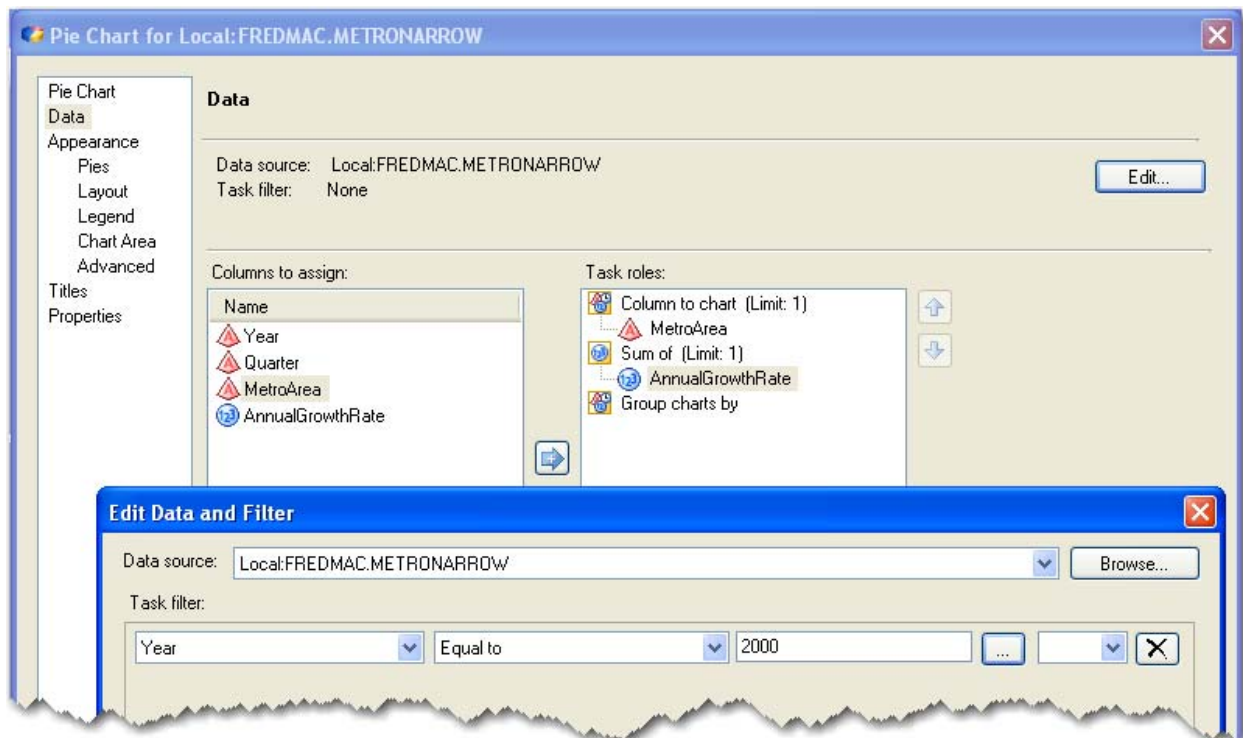 Pie Chart for Local:FREDMAC.METRONARROW
Pie Chart
Data
Appearance
Pies
Layout
Legend
Chart Area
Advanced
Titles
Properties
Data
Data source: Local:FREDMAC.METRONARROW
Task filter: None
Edit...
Columns to assign:
Name
Year
Quarter
MetroArea
AnnualGrowthRate
Task roles:
Column to chart (Limit: 1)
MetroArea
Sum of (Limit: 1)
AnnualGrowthRate
Group charts by
Edit Data and Filter
Data source: Local:FREDMAC.METRONARROW Browse...
Task filter:
Year Equal to 2000 ...